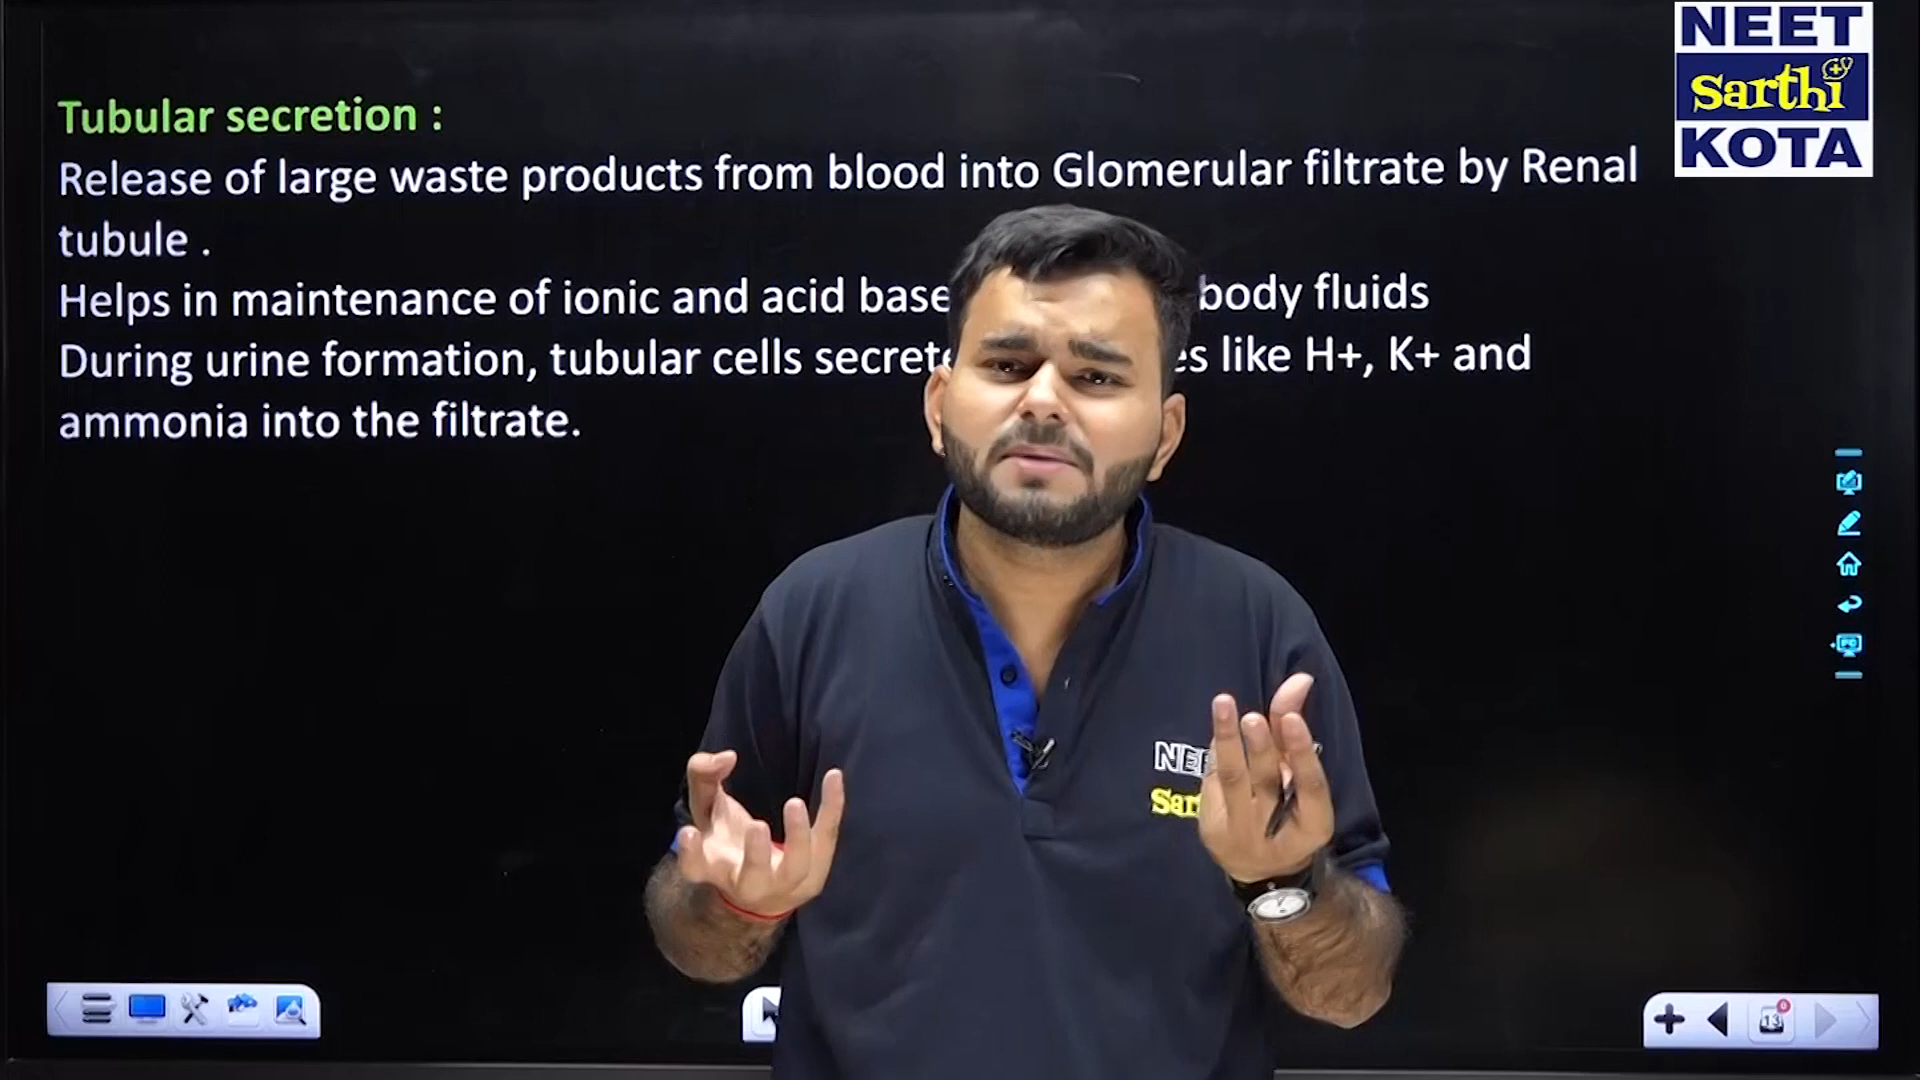 NEET
Sarthi
KOTA
Tubular secretion :
Release of large waste products from blood into Glomerular filtrate by Renal
tubule .
Helps in maintenance of ionic and acid base body fluids
During urine formation, tubular cells like H+, K+ and
ammonia into the filtrate.
13